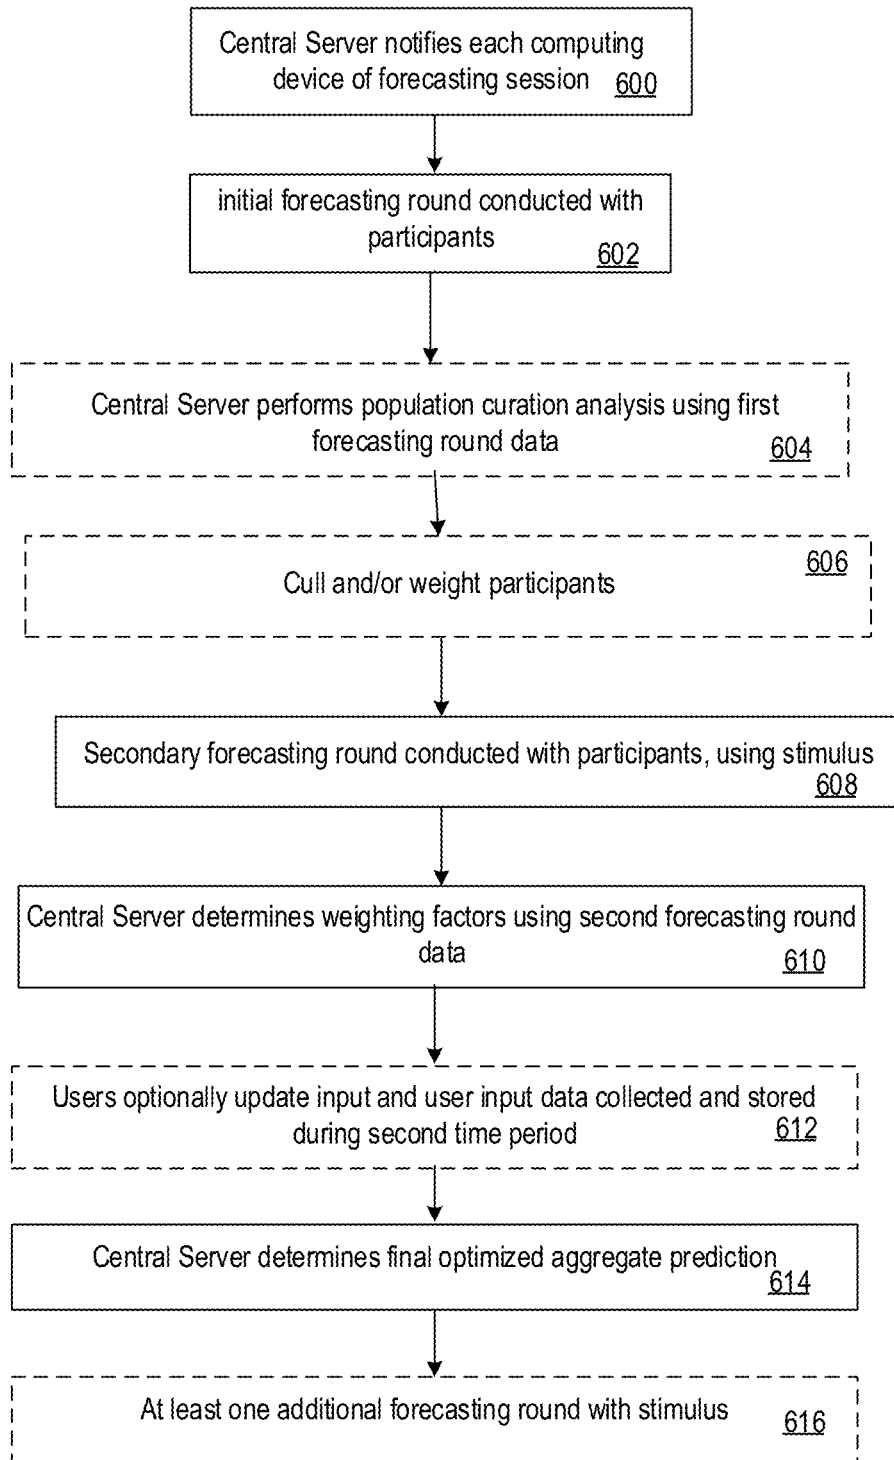 Central Server notifies each computing
device of forecasting session 600
initial forecasting round conducted with
participants
602
Central Server performs population curation analysis using first
forecasting round data
604
606
Cull and/or weight participants
Secondary forecasting round conducted with participants, using stimulus
608
Central Server determines weighting factors using second forecasting round
data
610
Users optionally update input and user input data collected and stored
during second time period
612
Central Server determines final optimized aggregate prediction
614
At least one additional forecasting round with stimulus
616